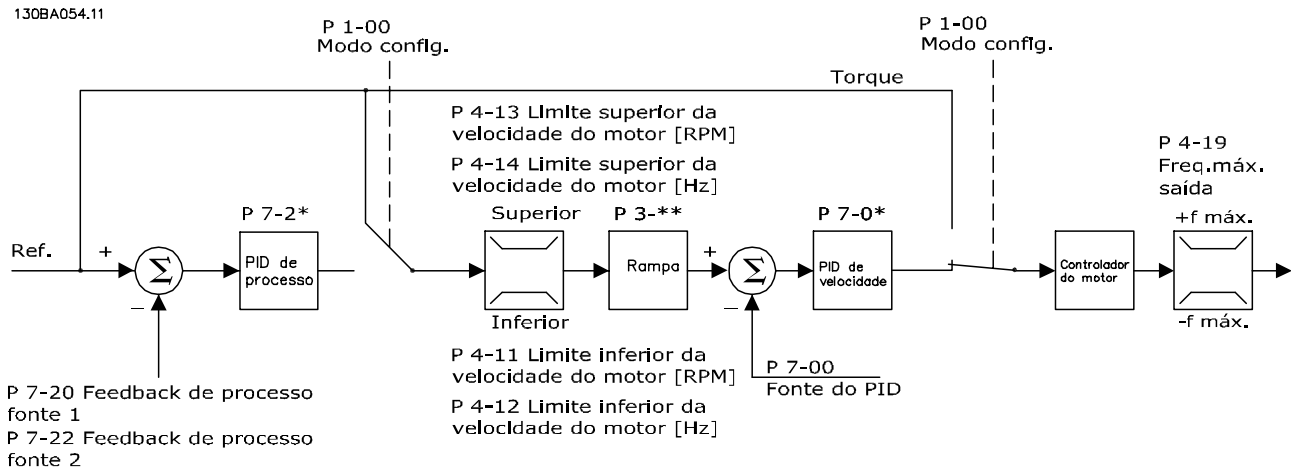 130BA054.11
P 1-00
Modo config.
P 1-00
Modo config.
Torque
P 4-13 Limite superior da
velocidade do motor [RPM]
P 4-14 Limite superior da
velocidade do motor [Hz]
P 4-19
Freq.máx.
saída
P 7-2*
Superior
P 3-**
P 7-0*
+f máx.
Ref.
+
Σ
PID de
processo
Rampa
+
Σ
PID de
velocidade
Controlador
do motor
−
−
Inferior
-f máx.
P 7-20 Feedback de processo
fonte 1
P 7-22 Feedback de processo
fonte 2
P 4-11 Limite inferior da
velocidade do motor [RPM]
P 4-12 Limite inferior da
velocidade do motor [Hz]
P 7-00
Fonte do PID